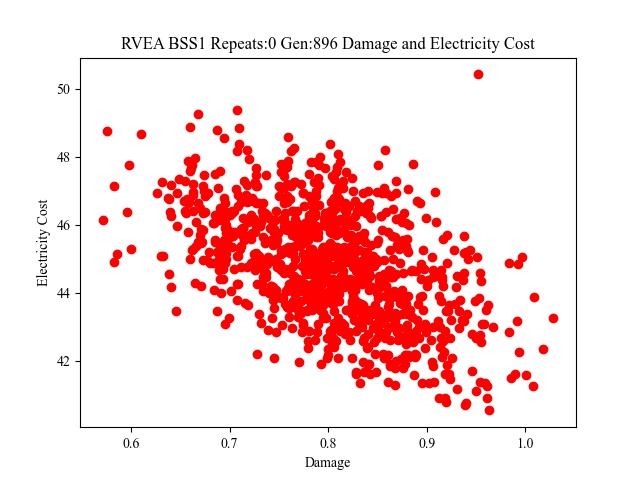 RVEA BSS1 Repeats:0 Gen:896 Damage and Electricity Cost
50
48
46
44
42
Electricity Cost
0.6 0.7 0.8 0.9 1.0
Damage